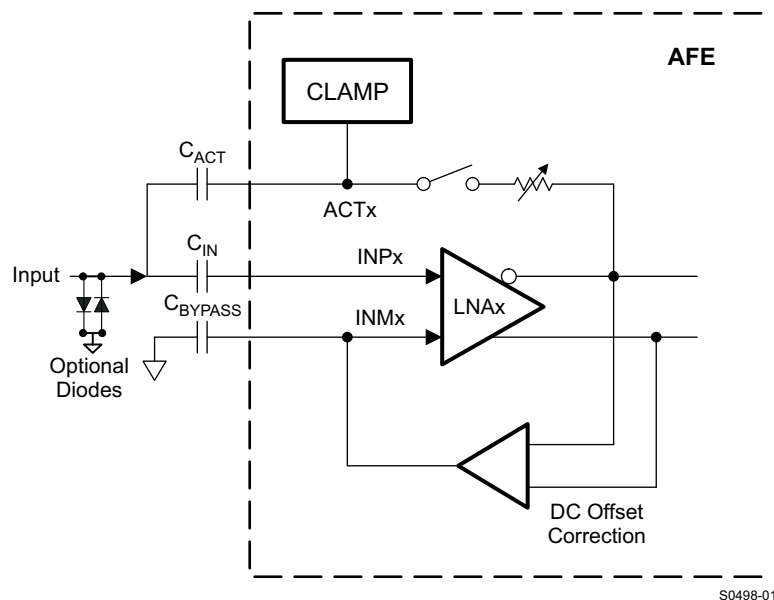 AFE
CLAMP
C_ACT
ACTx
C_IN
Input
INPx
C_BYPASS
INMx
LNAx
Optional
Diodes
DC Offset
Correction
S0498-01